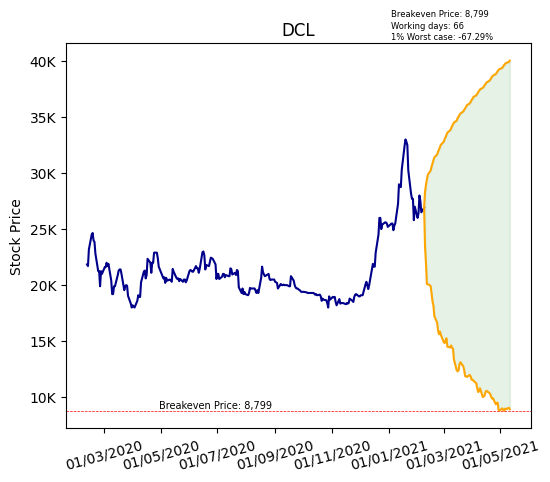 Breakeven Price: 8,799
Working days: 66
1% Worst case: -67.29%
DCL
Stock Price
40K
35K
30K
25K
20K
15K
10K
Breakeven Price: 8,799
01/03/2020
01/05/2020
01/07/2020
01/09/2020
01/11/2020
01/01/2021
01/03/2021
01/05/2021